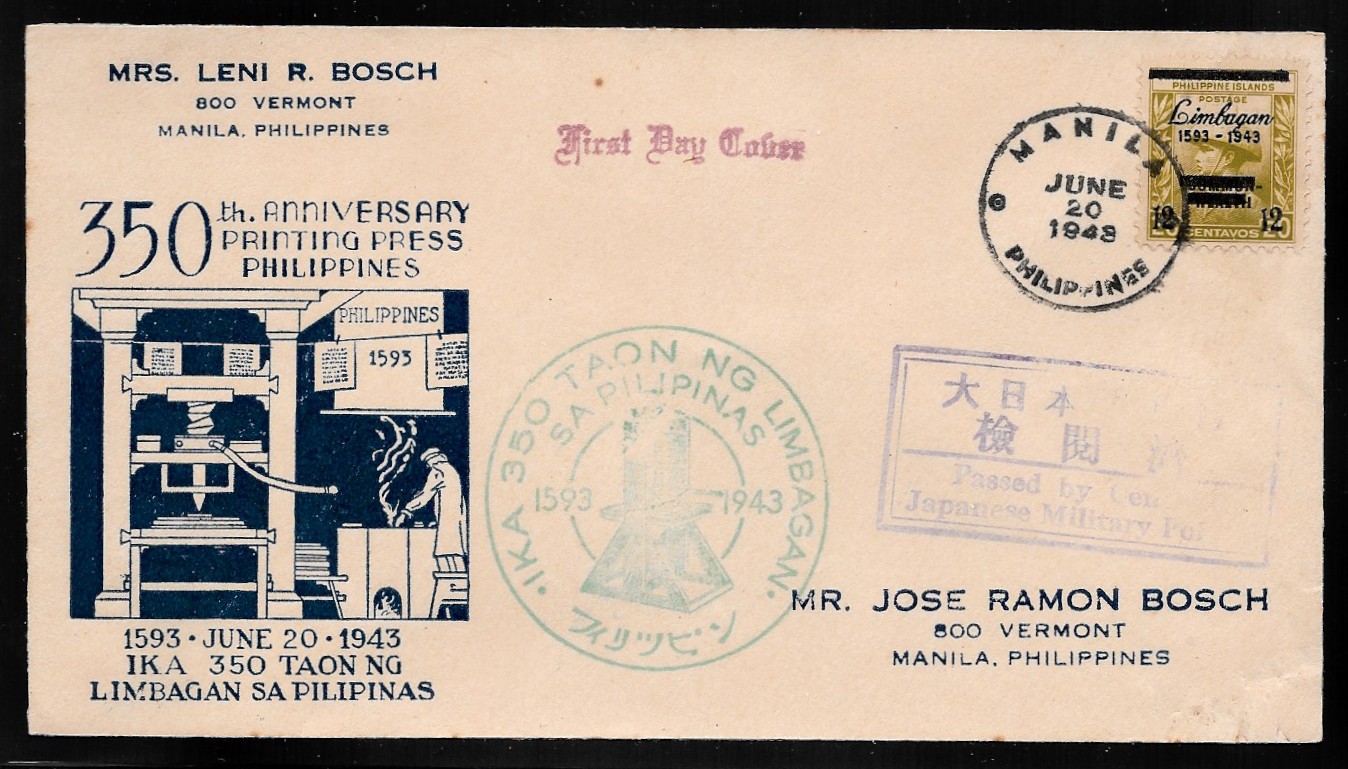 MRS. LENI R. BOSCH
800 VERMONT
MANILA, PHILIPPINES
First Day Cover
PHILIPPINE ISLANDS
POSTAGE
Limbagan
1593 - 1943
12 12
CENTAVOS
MANILA
JUNE
20
1943
PHILIPPINES
350th. ANNIVERSARY
PRINTING PRESS
PHILIPPINES
PHILIPPINES
1593
1593 · JUNE 20 · 1943
IKA 350 TAON NG
LIMBAGAN SA PILIPINAS
· IKA 350 TAON NG LIMBAGAN ·
SA PILIPINAS
1593 1943
フィリッピン
大日本
檢閲
Passed by
Japanese Military
MR. JOSE RAMON BOSCH
800 VERMONT
MANILA, PHILIPPINES